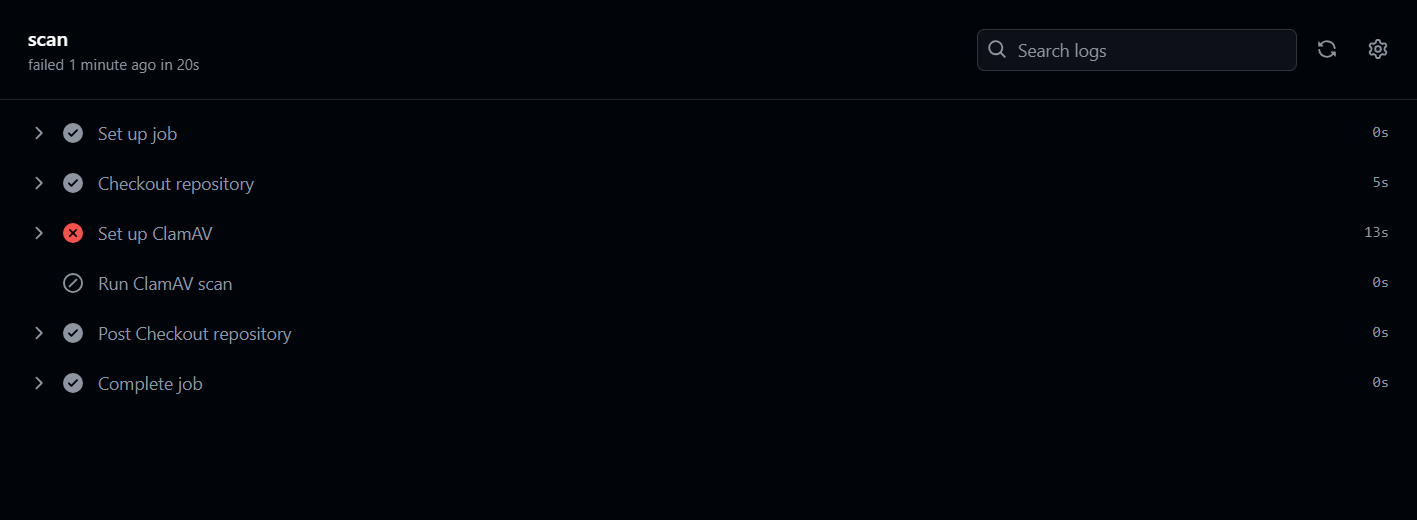 scan
failed 1 minute ago in 20s
Search logs
Set up job 0s
Checkout repository 5s
Set up ClamAV 13s
Run ClamAV scan 0s
Post Checkout repository 0s
Complete job 0s